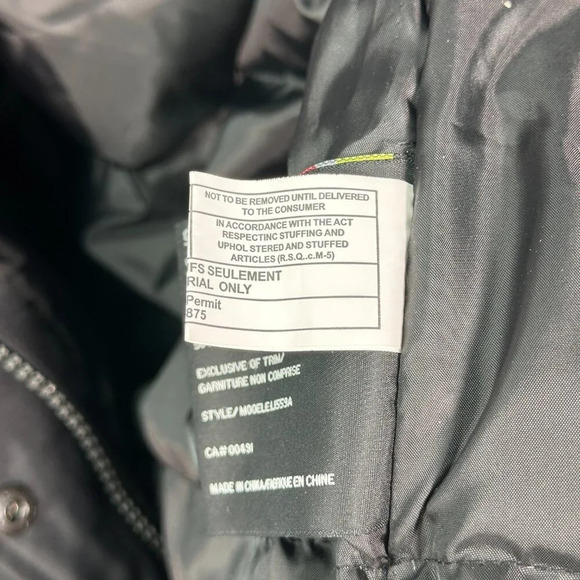 NOT TO BE REMOVED UNTIL DELIVERED
TO THE CONSUMER
IN ACCORDANCE WITH THE ACT
RESPECTING STUFFING AND
UPHOL STERED AND STUFFED
ARTICLES (R.S.Q..c.M-5)
FS SEULEMENT
RIAL ONLY
Permit
875
EXCLUSIVE OF TRIM/
GARNITURE NON COMPRISE
STYLE/MODELE:L1553A
CA# 00491
MADE IN CHINA/FABRIQUE EN CHINE